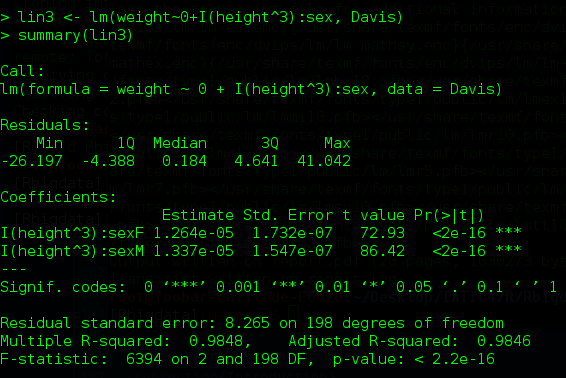 > lin3 <- lm(weight~0+I(height^3):sex, Davis)
> summary(lin3)
Call:
lm(formula = weight ~ 0 + I(height^3):sex, data = Davis)
Residuals:
    Min      1Q  Median      3Q     Max
-26.197  -4.388   0.184   4.641  41.042
Coefficients:
                  Estimate Std. Error t value Pr(>|t|)
I(height^3):sexF 1.264e-05  1.732e-07   72.93   <2e-16 ***
I(height^3):sexM 1.337e-05  1.547e-07   86.42   <2e-16 ***
---
Signif. codes:  0 ‘***’ 0.001 ‘**’ 0.01 ‘*’ 0.05 ‘.’ 0.1 ‘ ’ 1
Residual standard error: 8.265 on 198 degrees of freedom
Multiple R-squared:  0.9848,    Adjusted R-squared:  0.9846
F-statistic:  6394 on 2 and 198 DF,  p-value: < 2.2e-16